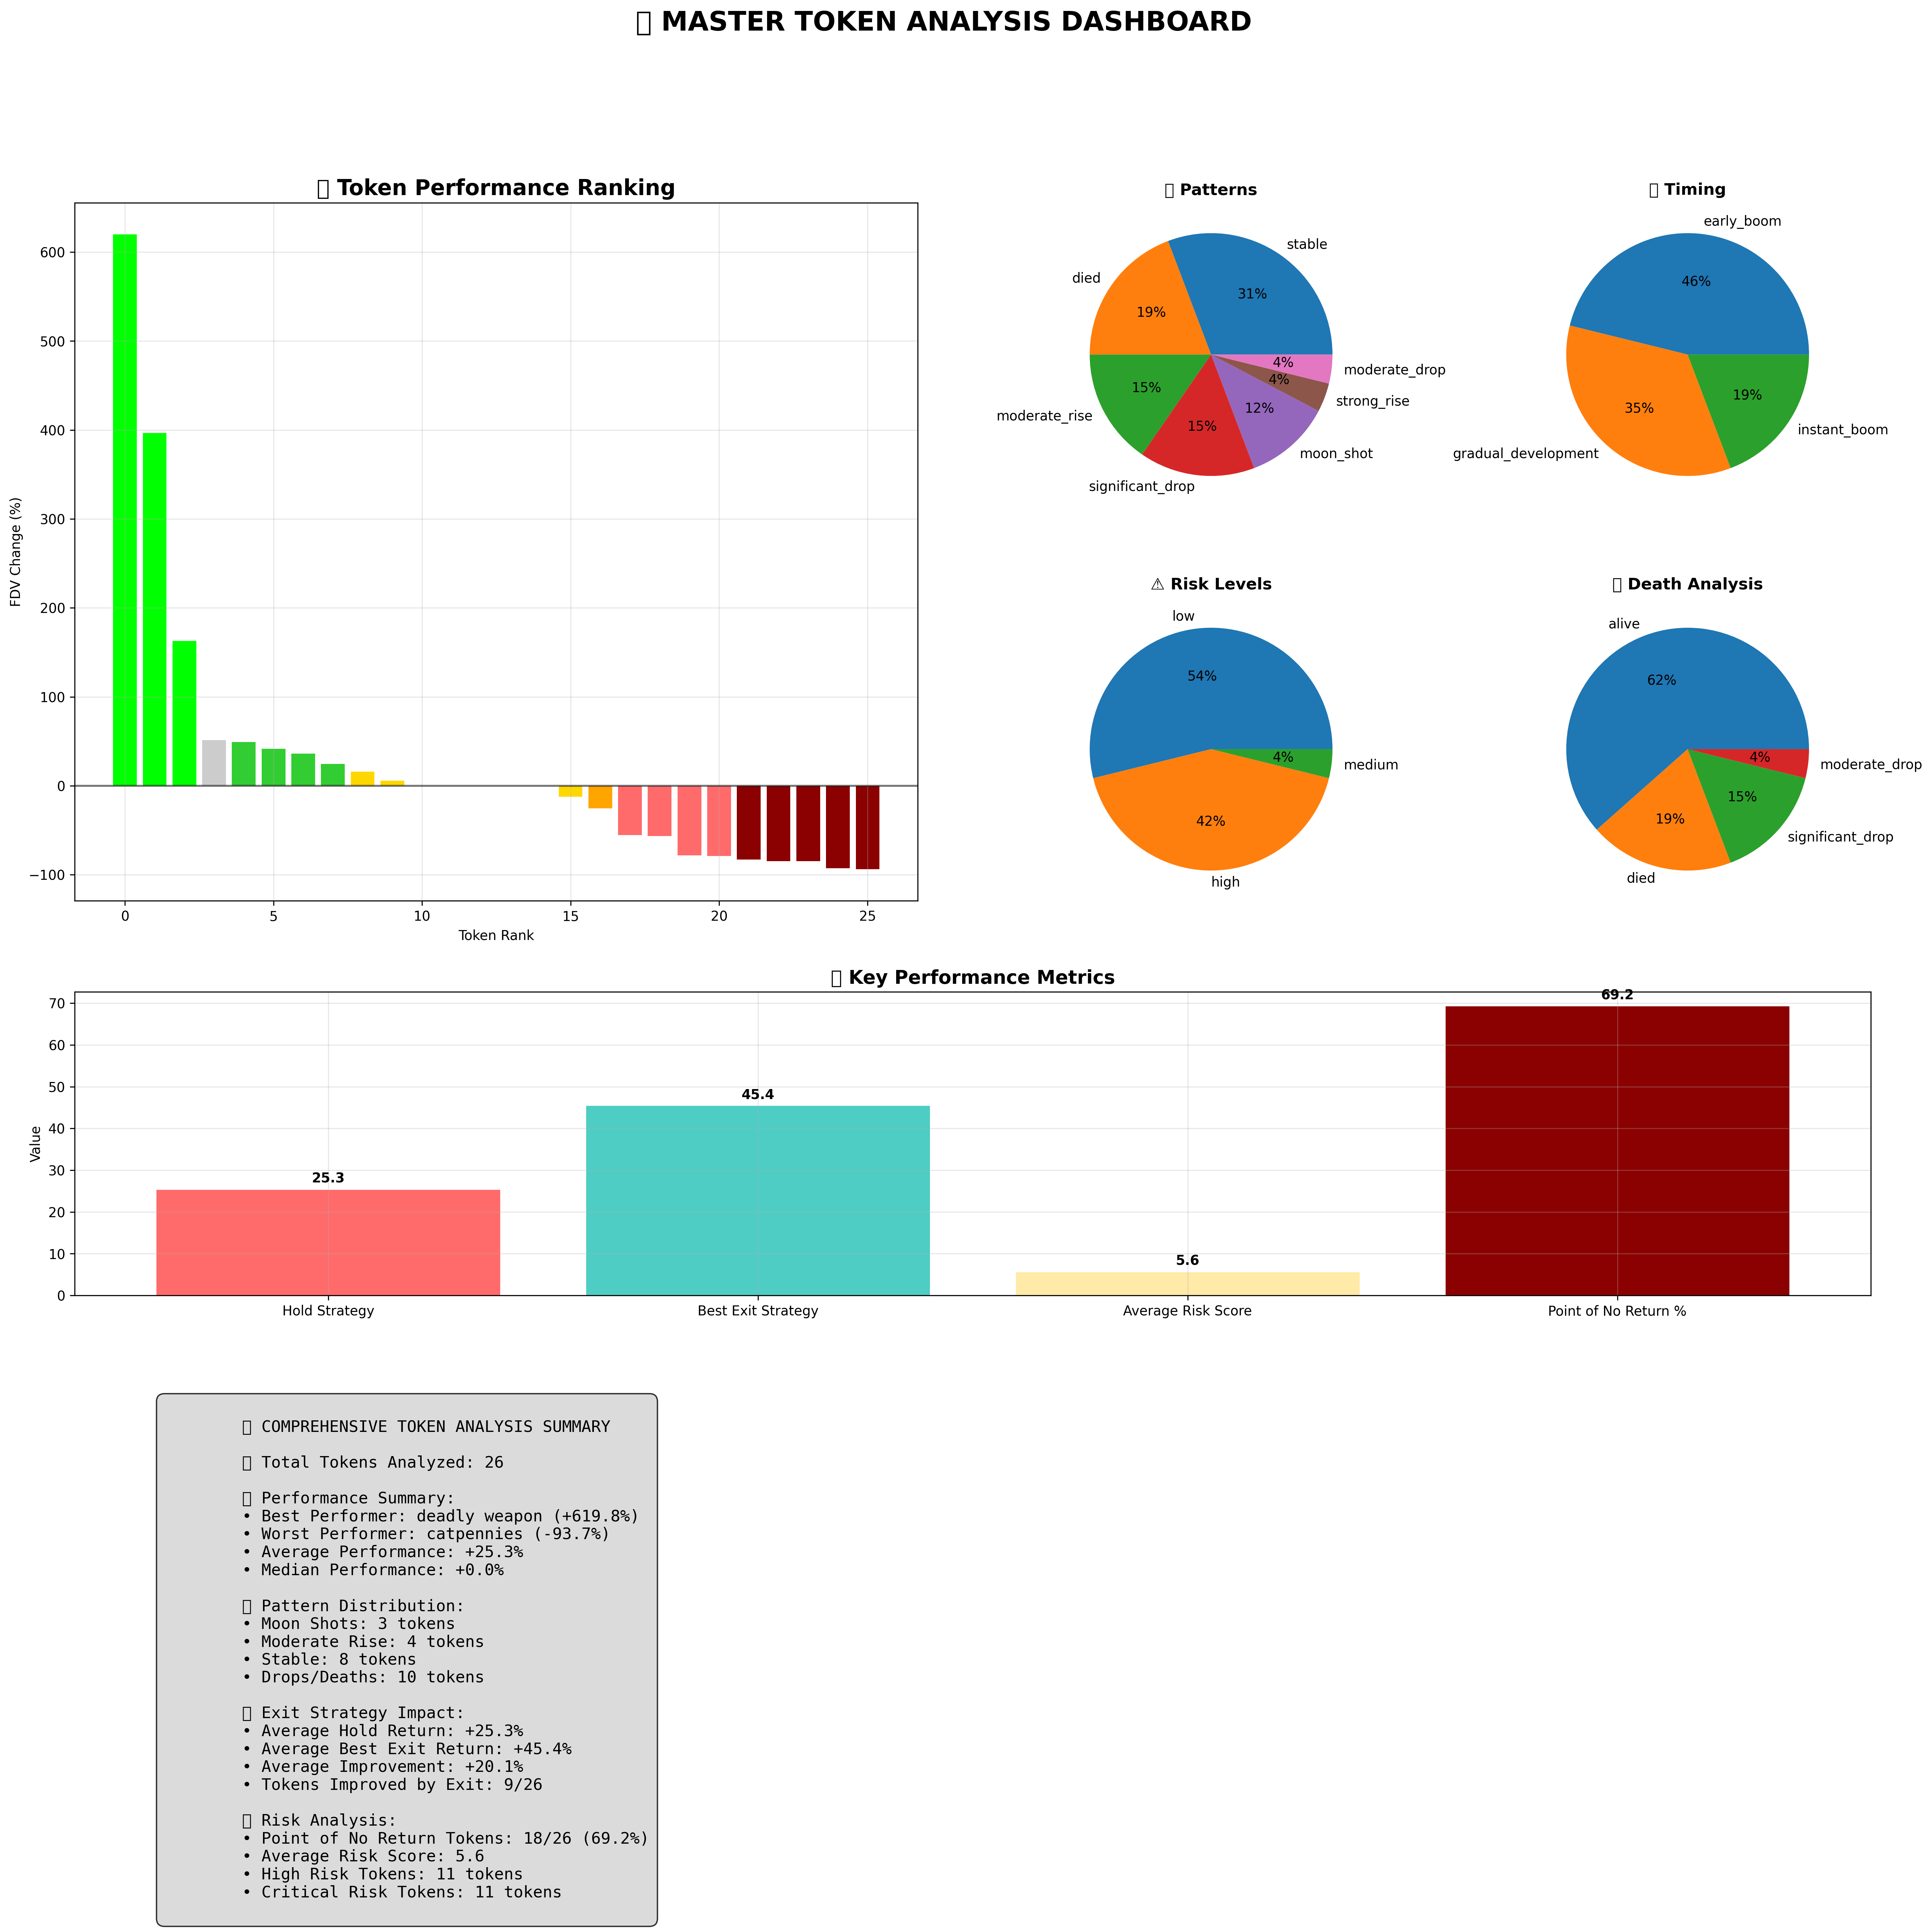 MASTER TOKEN ANALYSIS DASHBOARD
Token Performance Ranking
FDV Change (%)
600
500
400
300
200
100
0
−100
0
5
10
15
20
25
Token Rank
Patterns
stable
31%
died
19%
moderate_rise
15%
significant_drop
15%
moon_shot
12%
strong_rise
4%
moderate_drop
4%
Timing
early_boom
46%
gradual_development
35%
instant_boom
19%
⚠ Risk Levels
low
54%
high
42%
medium
4%
Death Analysis
alive
62%
died
19%
significant_drop
15%
moderate_drop
4%
Key Performance Metrics
Value
70
60
50
40
30
20
10
0
25.3
45.4
5.6
69.2
Hold Strategy
Best Exit Strategy
Average Risk Score
Point of No Return %
COMPREHENSIVE TOKEN ANALYSIS SUMMARY
Total Tokens Analyzed: 26
Performance Summary:
• Best Performer: deadly weapon (+619.8%)
• Worst Performer: catpennies (-93.7%)
• Average Performance: +25.3%
• Median Performance: +0.0%
Pattern Distribution:
• Moon Shots: 3 tokens
• Moderate Rise: 4 tokens
• Stable: 8 tokens
• Drops/Deaths: 10 tokens
Exit Strategy Impact:
• Average Hold Return: +25.3%
• Average Best Exit Return: +45.4%
• Average Improvement: +20.1%
• Tokens Improved by Exit: 9/26
Risk Analysis:
• Point of No Return Tokens: 18/26 (69.2%)
• Average Risk Score: 5.6
• High Risk Tokens: 11 tokens
• Critical Risk Tokens: 11 tokens